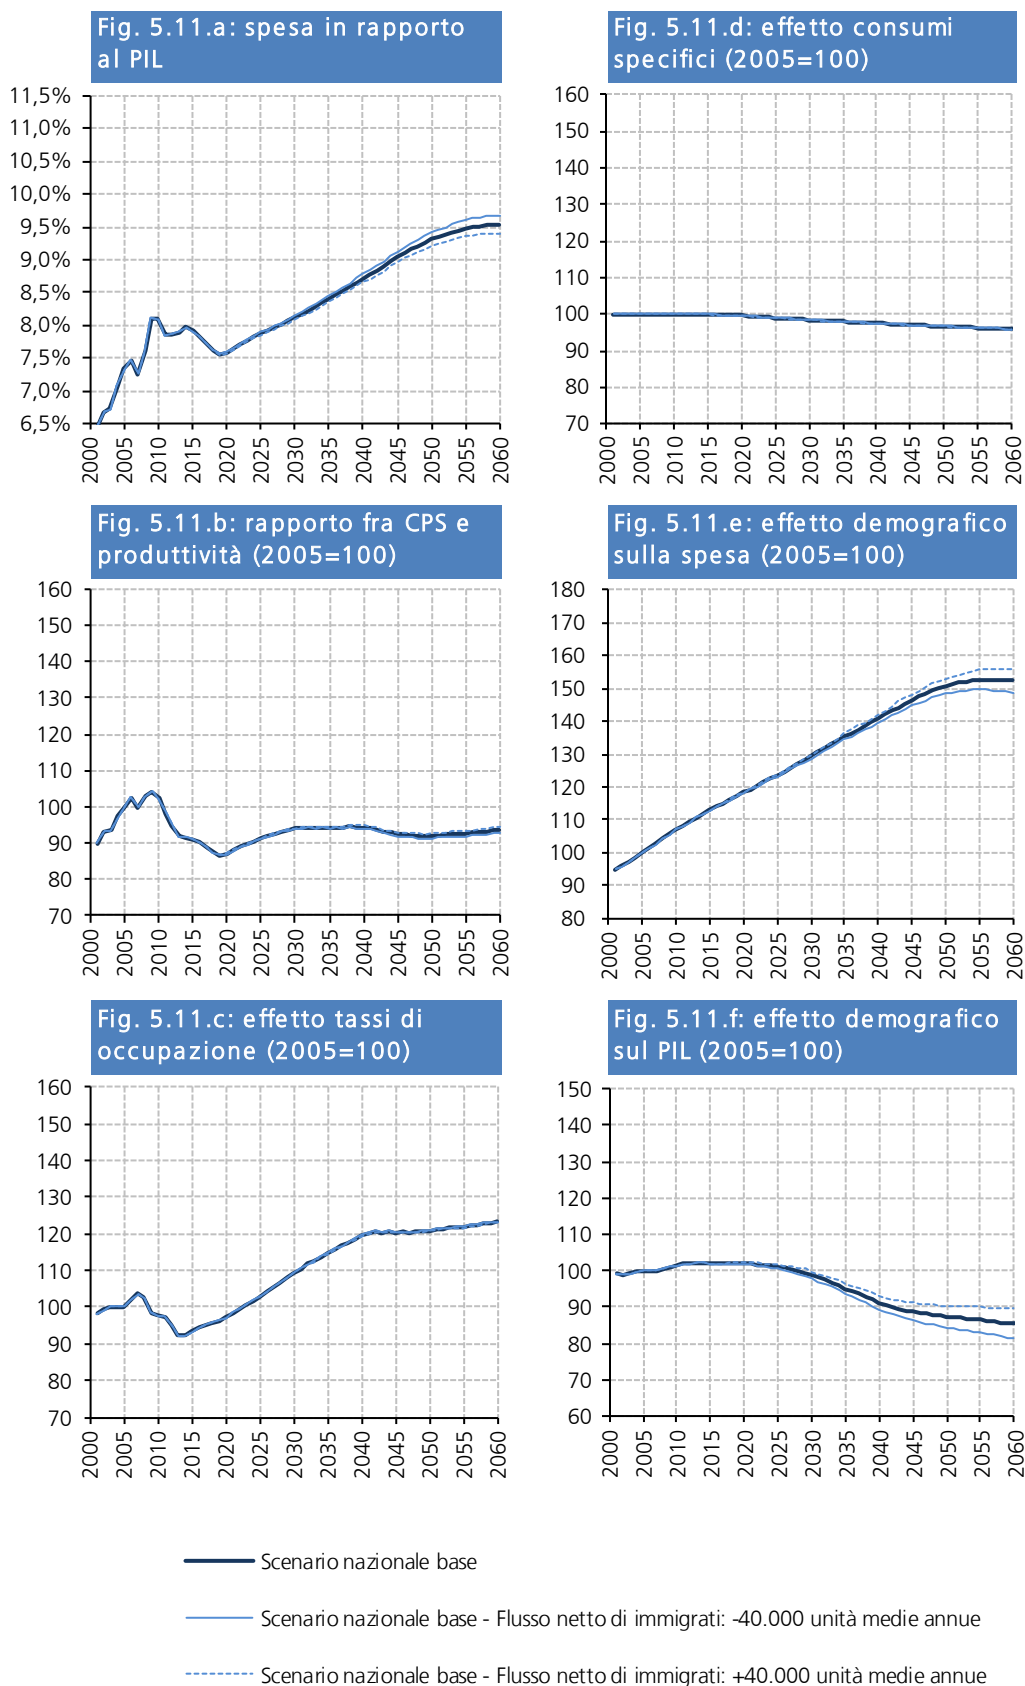 Fig. 5.11.a: spesa in rapporto
al PIL
11,5%
11,0%
10,5%
10,0%
9,5%
9,0%
8,5%
8,0%
7,5%
7,0%
6,5%
2000 2005 2010 2015 2020 2025 2030 2035 2040 2045 2050 2055 2060
Fig. 5.11.d: effetto consumi
specifici (2005=100)
160
150
140
130
120
110
100
90
80
70
2000 2005 2010 2015 2020 2025 2030 2035 2040 2045 2050 2055 2060
Fig. 5.11.b: rapporto fra CPS e
produttività (2005=100)
160
150
140
130
120
110
100
90
80
70
2000 2005 2010 2015 2020 2025 2030 2035 2040 2045 2050 2055 2060
Fig. 5.11.e: effetto demografico
sulla spesa (2005=100)
180
170
160
150
140
130
120
110
100
90
80
2000 2005 2010 2015 2020 2025 2030 2035 2040 2045 2050 2055 2060
Fig. 5.11.c: effetto tassi di
occupazione (2005=100)
160
150
140
130
120
110
100
90
80
70
2000 2005 2010 2015 2020 2025 2030 2035 2040 2045 2050 2055 2060
Fig. 5.11.f: effetto demografico
sul PIL (2005=100)
150
140
130
120
110
100
90
80
70
60
2000 2005 2010 2015 2020 2025 2030 2035 2040 2045 2050 2055 2060
Scenario nazionale base
Scenario nazionale base - Flusso netto di immigrati: -40.000 unità medie annue
Scenario nazionale base - Flusso netto di immigrati: +40.000 unità medie annue